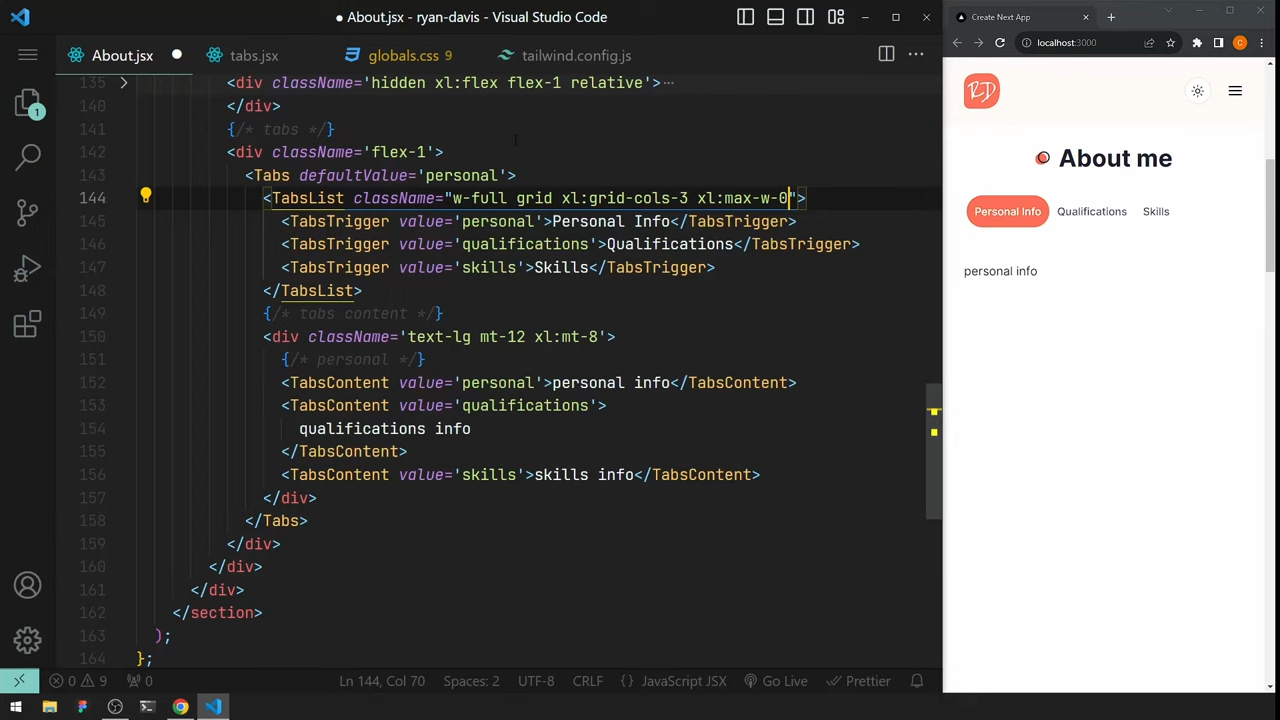 ● About.jsx - ryan-davis - Visual Studio Code
About.jsx
tabs.jsx
globals.css 9
tailwind.config.js
135 <div className='hidden xl:flex flex-1 relative'>···
140 </div>
141 {/* tabs */}
142 <div className='flex-1'>
143 <Tabs defaultValue='personal'>
144 <TabsList className="w-full grid xl:grid-cols-3 xl:max-w-0">
145 <TabsTrigger value='personal'>Personal Info</TabsTrigger>
146 <TabsTrigger value='qualifications'>Qualifications</TabsTrigger>
147 <TabsTrigger value='skills'>Skills</TabsTrigger>
148 </TabsList>
149 {/* tabs content */}
150 <div className='text-lg mt-12 xl:mt-8'>
151 {/* personal */}
152 <TabsContent value='personal'>personal info</TabsContent>
153 <TabsContent value='qualifications'>
154 qualifications info
155 </TabsContent>
156 <TabsContent value='skills'>skills info</TabsContent>
157 </div>
158 </Tabs>
159 </div>
160 </div>
161 </div>
162 </section>
163 );
164 };
1
0 9 0
Ln 144, Col 70
Spaces: 2
UTF-8
CRLF
{} JavaScript JSX
Go Live
Prettier
Create Next App
localhost:3000
C
RD
About me
Personal Info
Qualifications
Skills
personal info